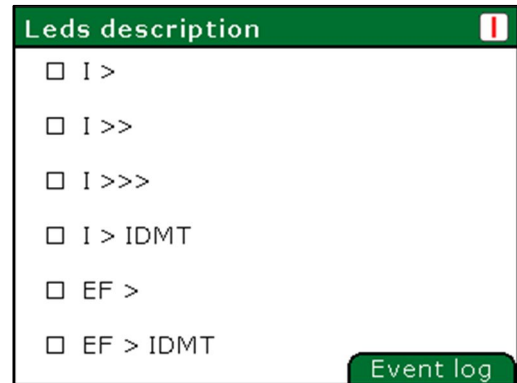 Leds description I
I >
I >>
I >>>
I > IDMT
EF >
EF > IDMT
Event log